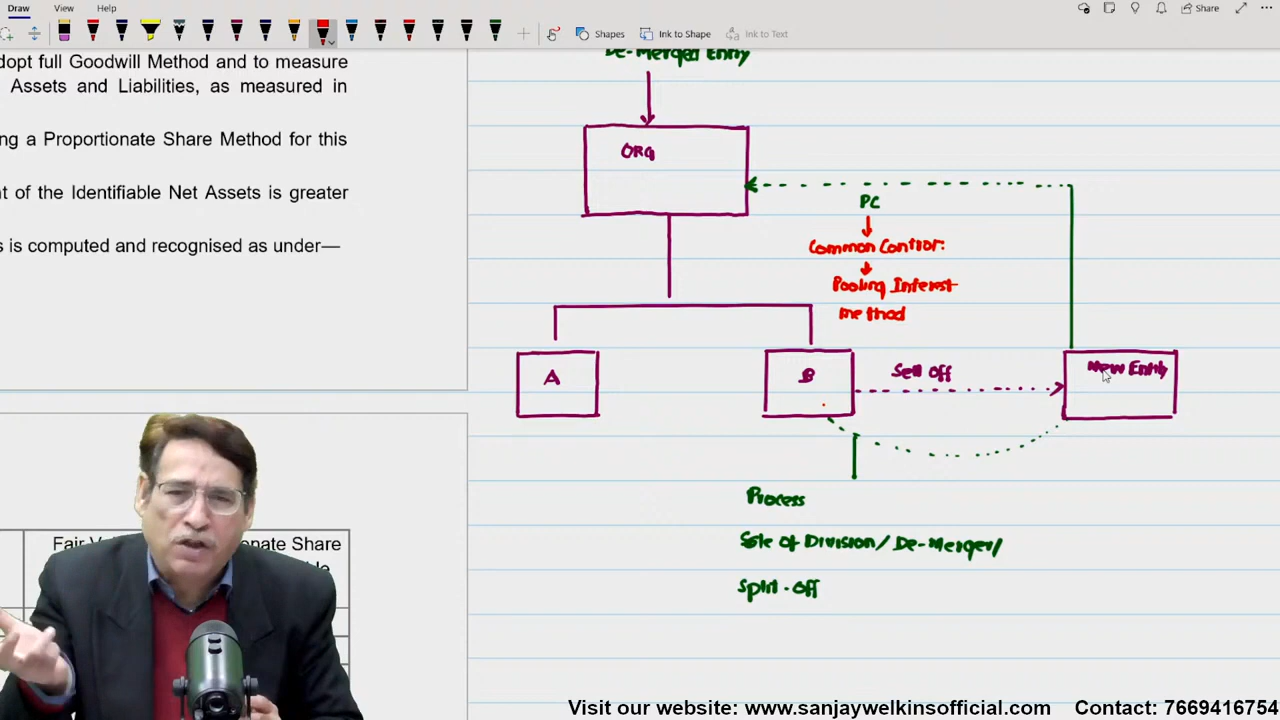 Draw
View
Help
Share
Shapes
Ink to Shape
Ink to Text
dopt full Goodwill Method and to measure
Assets and Liabilities, as measured in
ng a Proportionate Share Method for this
t of the Identifiable Net Assets is greater
s is computed and recognised as under—
De-Merged Entity
ORG
PC
Common Control:
Pooling Interest
method
A
B
Sell off
New Entity
Process
Sale of Division/De-Merger/
Split-off
Fair
onate Share
Visit our website: www.sanjaywelkinsofficial.com Contact: 7669416754